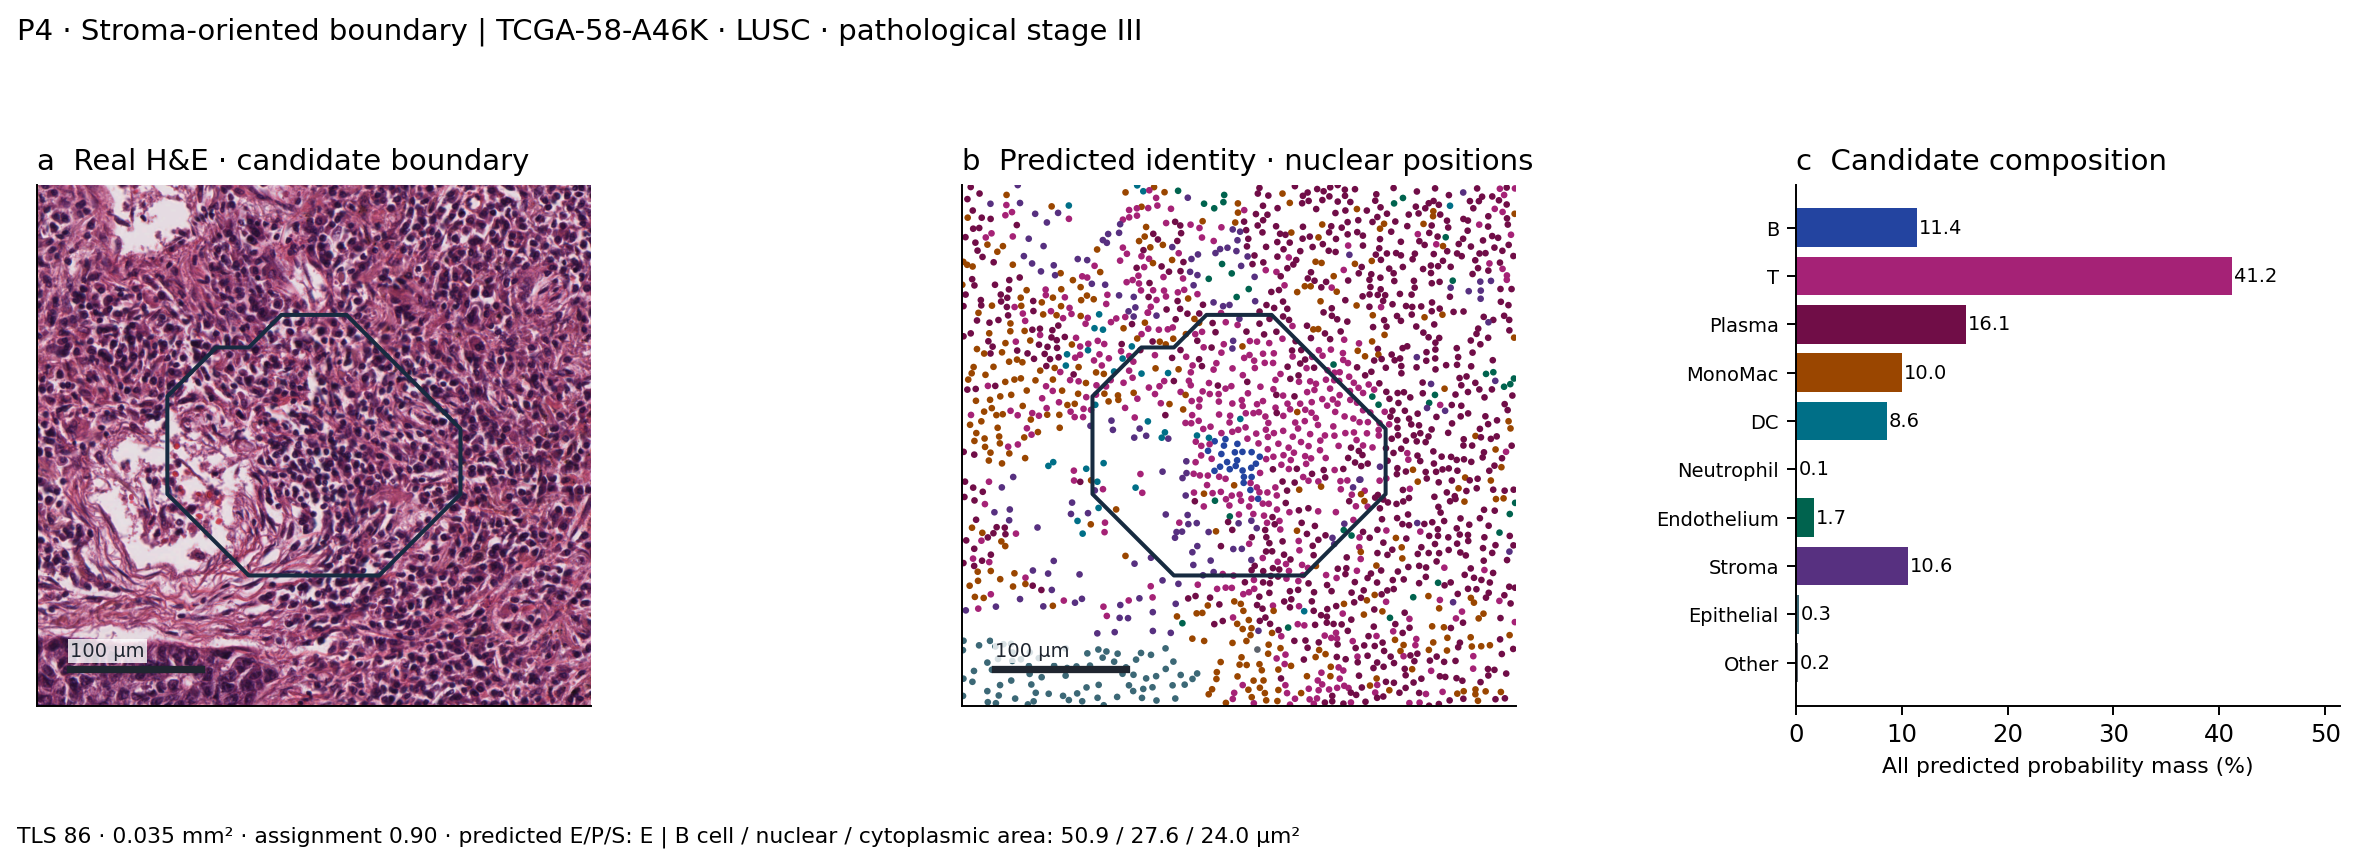 P4 · Stroma-oriented boundary | TCGA-58-A46K · LUSC · pathological stage III
a Real H&E · candidate boundary
100 µm
b Predicted identity · nuclear positions
100 µm
c Candidate composition
B 11.4
T 41.2
Plasma 16.1
MonoMac 10.0
DC 8.6
Neutrophil 0.1
Endothelium 1.7
Stroma 10.6
Epithelial 0.3
Other 0.2
0 10 20 30 40 50
All predicted probability mass (%)
TLS 86 · 0.035 mm² · assignment 0.90 · predicted E/P/S: E | B cell / nuclear / cytoplasmic area: 50.9 / 27.6 / 24.0 µm²